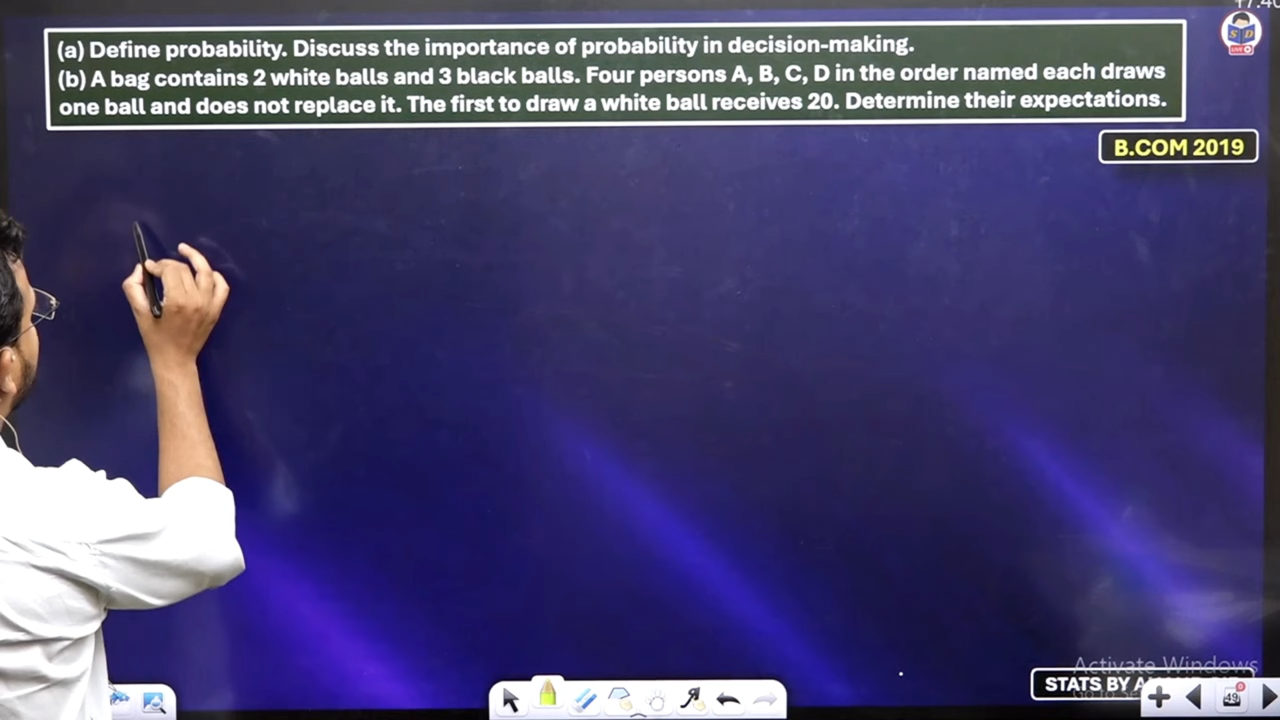 (a) Define probability. Discuss the importance of probability in decision-making.
(b) A bag contains 2 white balls and 3 black balls. Four persons A, B, C, D in the order named each draws
one ball and does not replace it. The first to draw a white ball receives 20. Determine their expectations.
S D
LIVE
B.COM 2019
Activate Windows
STATS BY
49